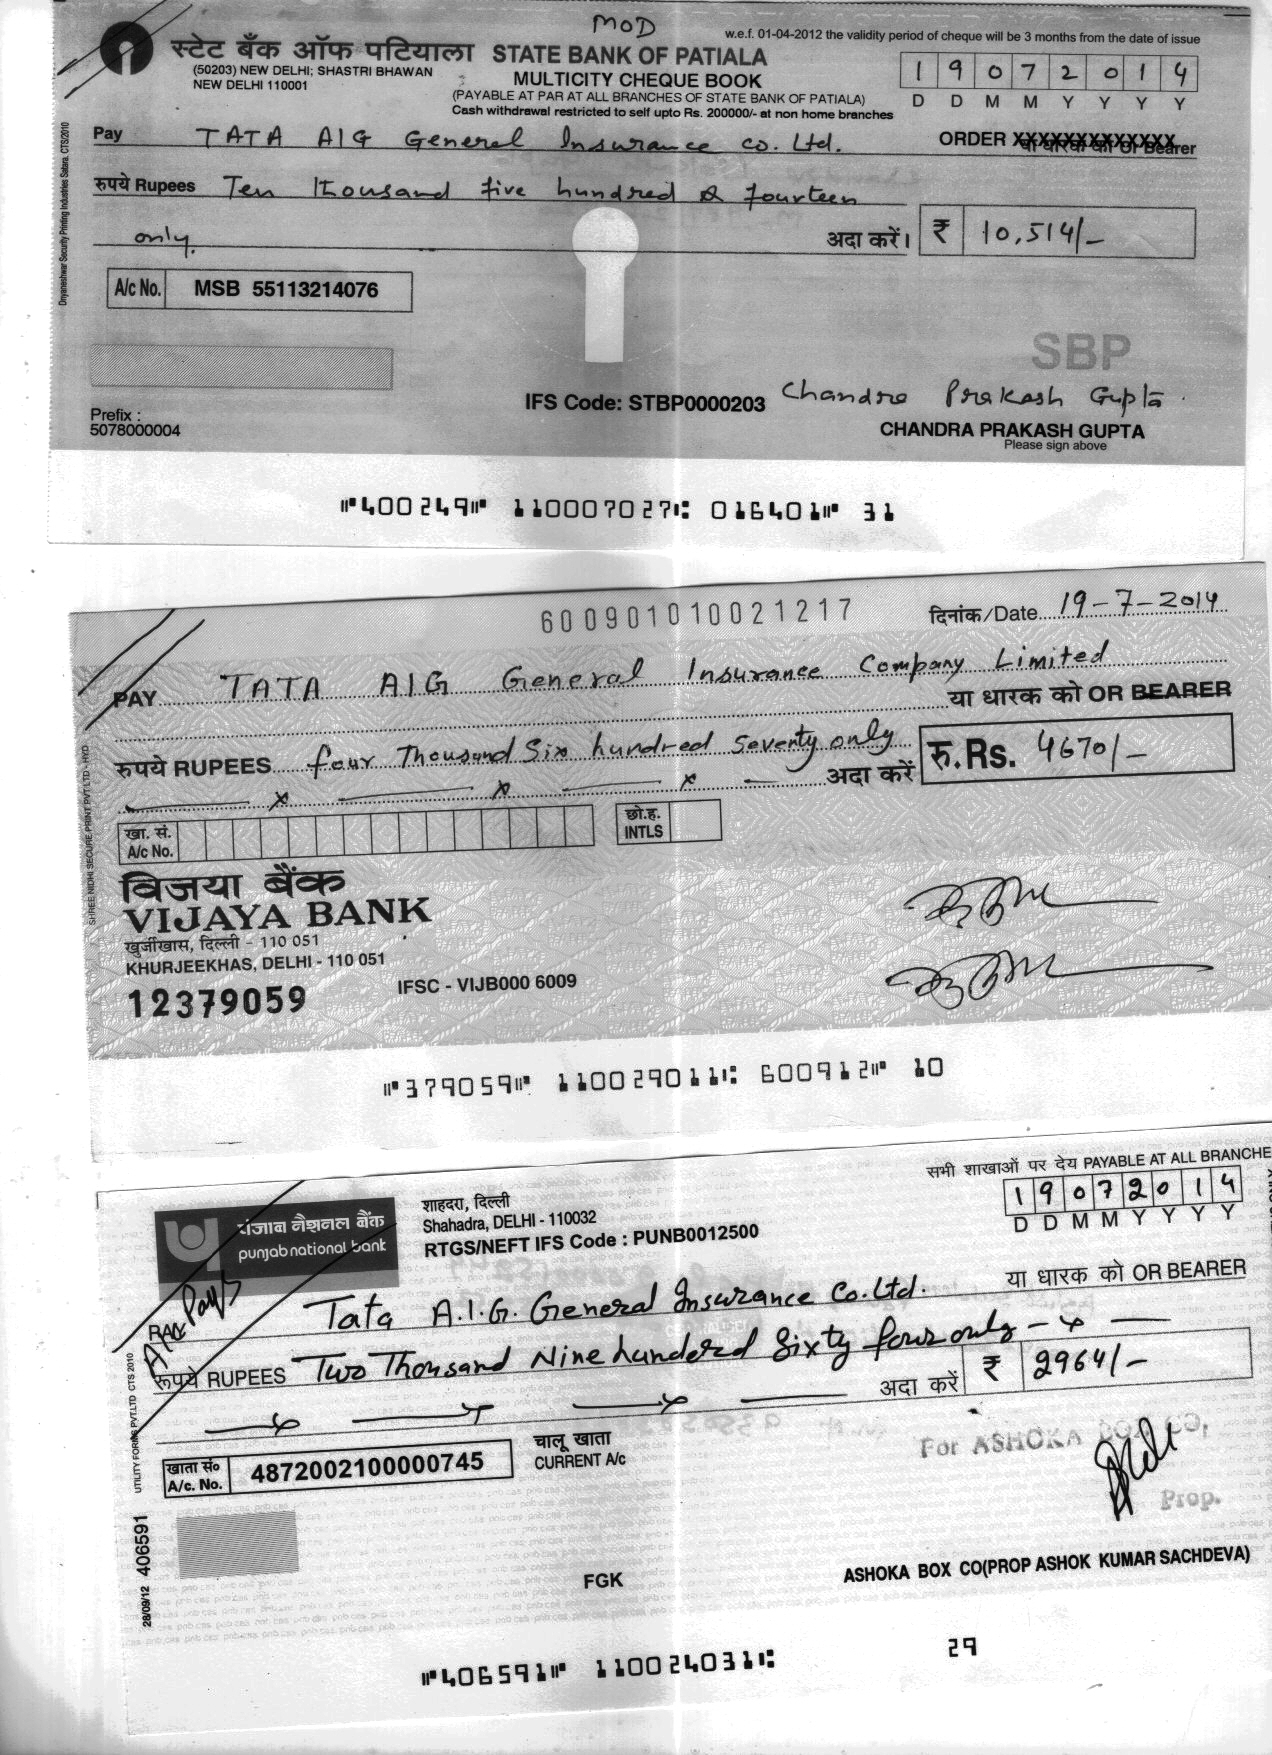 MOD
w.e.f. 01-04-2012 the validity period of cheque will be 3 months from the date of issue
स्टेट बैंक ऑफ पटियाला STATE BANK OF PATIALA
(50203) NEW DELHI; SHASTRI BHAWAN
NEW DELHI 110001
MULTICITY CHEQUE BOOK
(PAYABLE AT PAR AT ALL BRANCHES OF STATE BANK OF PATIALA)
Cash withdrawal restricted to self upto Rs. 200000/- at non home branches
1 9 0 7 2 0 1 4
D D M M Y Y Y Y
Pay TATA AIG General Insurance Co. Ltd. ORDER XXXXXXXXXXXXX या धारक को Or Bearer
रुपये Rupees Ten thousand five hundred & fourteen
only. अदा करें। ₹ 10,514/-
A/c No. MSB 55113214076
Dnyaneshwar Security Printing Industries Satara. CTS/2010
SBP
IFS Code: STBP0000203 Chandra Prakash Gupta
Prefix :
5078000004
CHANDRA PRAKASH GUPTA
Please sign above
⑈400249⑈ 110007027⑆ 016401⑈ 31
600901010021217 दिनांक/Date 19-7-2014
PAY TATA AIG General Insurance Company Limited
या धारक को OR BEARER
रुपये RUPEES four Thousand Six hundred Seventy only
अदा करें रु.Rs. 4670/-
खा. सं.
A/c No.
छो.ह.
INTLS
SHREE NIDHI SECURE PRINT PVT LTD - HYD
विजया बैंक
VIJAYA BANK
खुर्जीखास, दिल्ली - 110 051
KHURJEEKHAS, DELHI - 110 051
12379059 IFSC - VIJB000 6009
⑈379059⑈ 110029011⑆ 600912⑈ 10
सभी शाखाओं पर देय PAYABLE AT ALL BRANCHE
1 9 0 7 2 0 1 4
D D M M Y Y Y Y
पंजाब नैशनल बैंक
punjab national bank
शाहदरा, दिल्ली
Shahadra, DELHI - 110032
RTGS/NEFT IFS Code : PUNB0012500
A/c Pay
Tata A.I.G. General Insurance Co. Ltd. या धारक को OR BEARER
रूपये RUPEES Two Thousand Nine hundered Sixty four only
अदा करें ₹ 2964/-
खाता सं०
A/c. No. 4872002100000745
चालू खाता
CURRENT A/c
For ASHOKA BOX CO.
Prop.
UTILITY FORMS PVT.LTD CTS 2010
28/09/12 406591
FGK
ASHOKA BOX CO(PROP ASHOK KUMAR SACHDEVA)
⑈406591⑈ 110024031⑆ 29